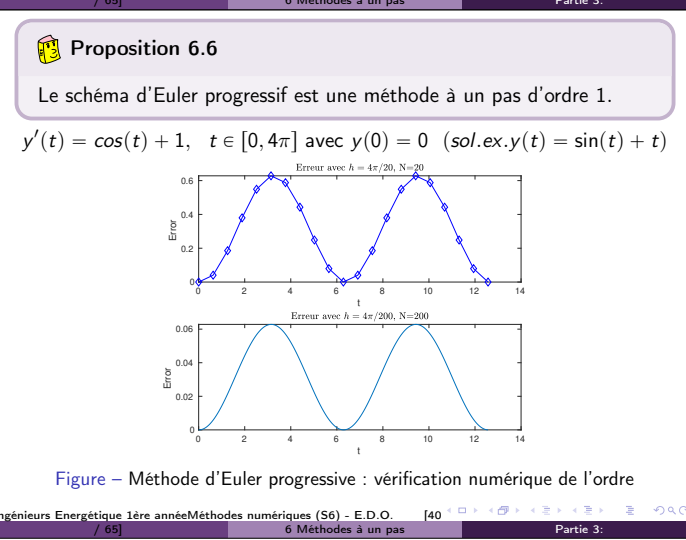 / 65] 6 Méthodes à un pas Partie 3:
Proposition 6.6
Le schéma d'Euler progressif est une méthode à un pas d'ordre 1.
y′(t) = cos(t) + 1, t ∈ [0, 4π] avec y(0) = 0 (sol.ex.y(t) = sin(t) + t)
Erreur avec h = 4π/20, N=20
0.6
0.4
0.2
0
Error
0 2 4 6 8 10 12 14
t
Erreur avec h = 4π/200, N=200
0.06
0.04
0.02
0
Error
0 2 4 6 8 10 12 14
t
Figure – Méthode d'Euler progressive : vérification numérique de l'ordre
ngénieurs Energétique 1ère annéeMéthodes numériques (S6) - E.D.O. [40
/ 65] 6 Méthodes à un pas Partie 3: